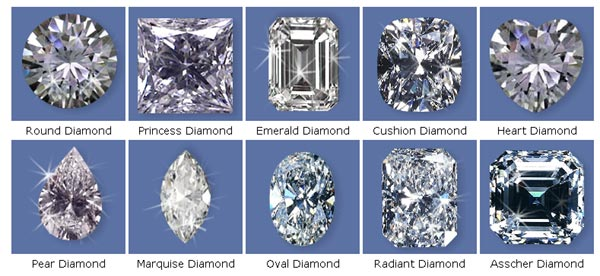 Round Diamond
Princess Diamond
Emerald Diamond
Cushion Diamond
Heart Diamond
Pear Diamond
Marquise Diamond
Oval Diamond
Radiant Diamond
Asscher Diamond